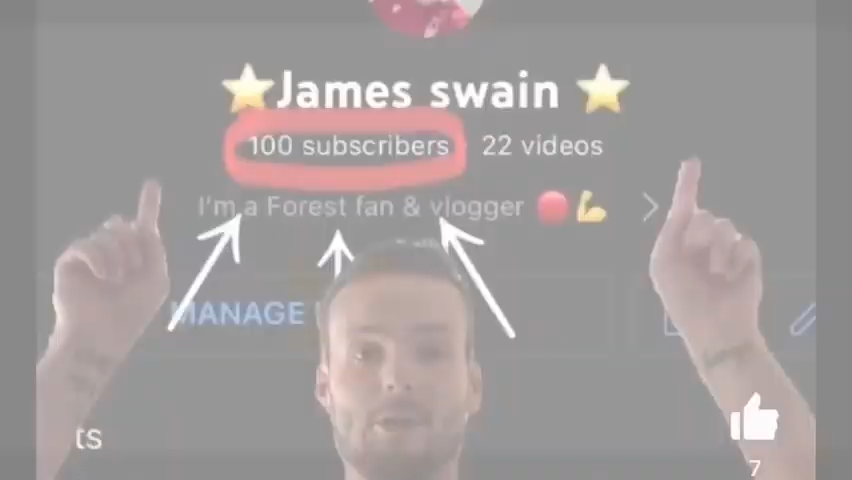 ⭐James swain ⭐
100 subscribers 22 videos
I'm a Forest fan & vlogger 🔴💪 >
MANAGE
ts
7